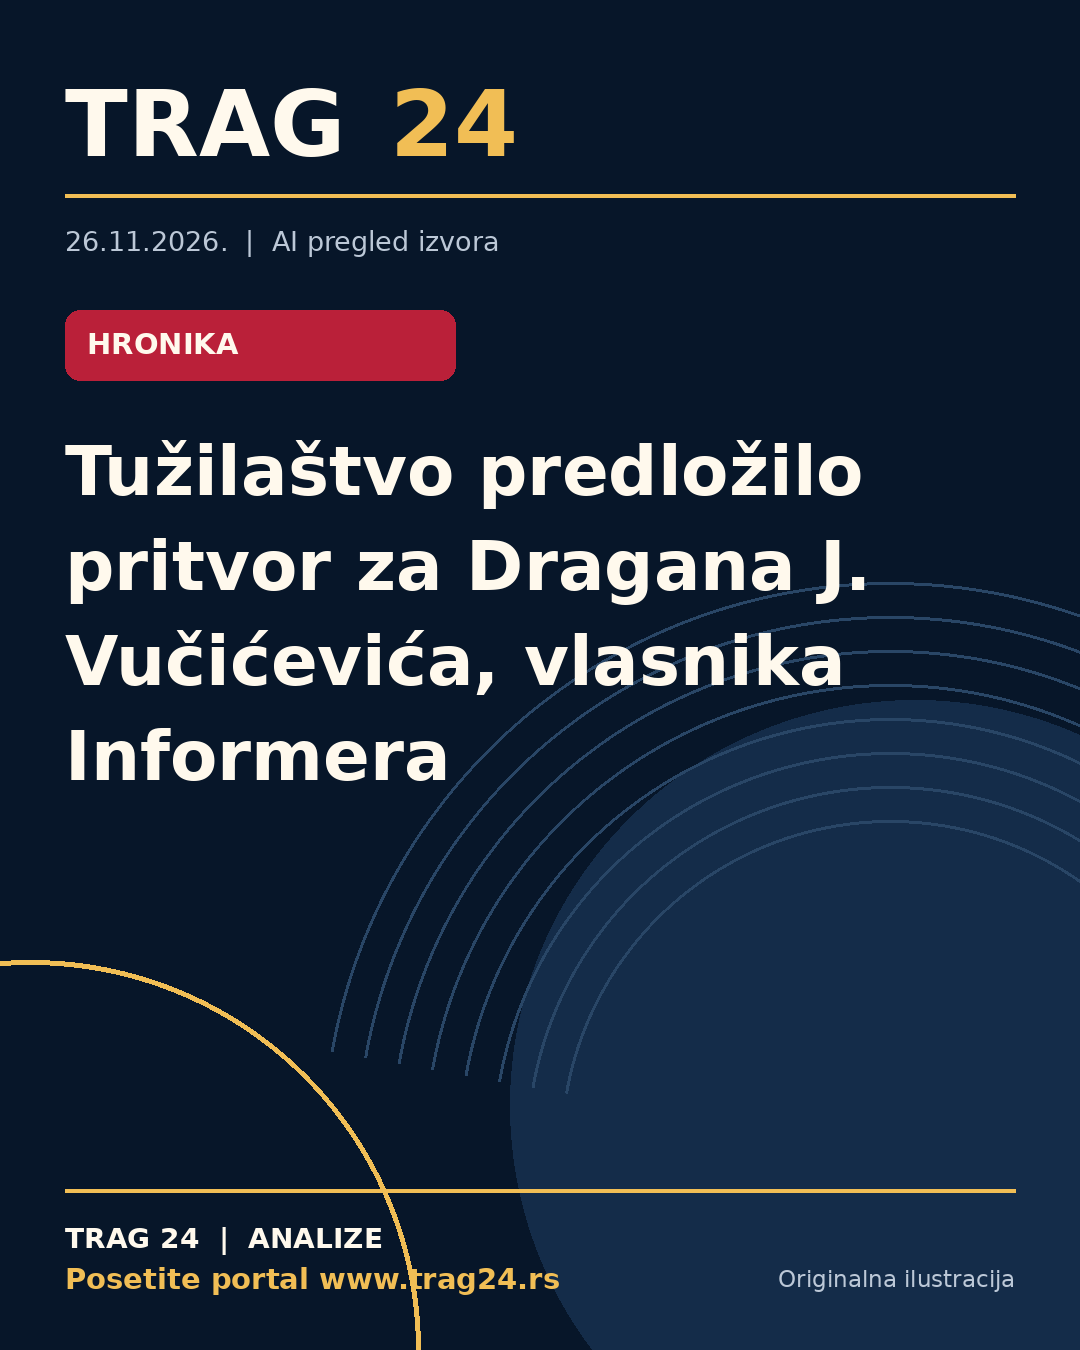 TRAG 24
26.11.2026. | AI pregled izvora
HRONIKA
Tužilaštvo predložilo
pritvor za Dragana J.
Vučićevića, vlasnika
Informera
TRAG 24 | ANALIZE
Posetite portal www.trag24.rs
Originalna ilustracija